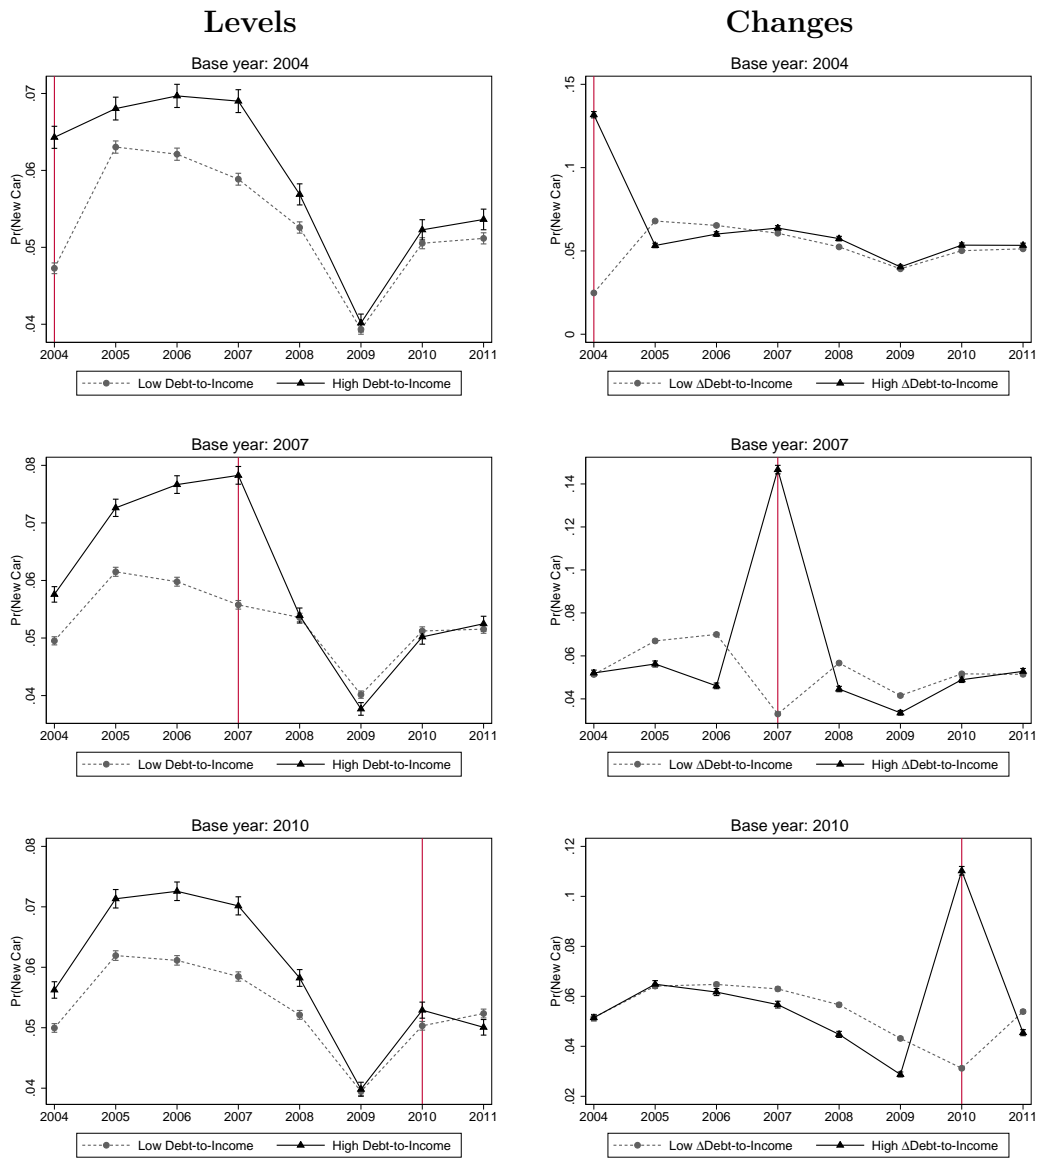 Levels
Changes
Base year: 2004
Pr(New Car)
.07
.06
.05
.04
2004 2005 2006 2007 2008 2009 2010 2011
Low Debt-to-Income High Debt-to-Income
Base year: 2004
Pr(New Car)
.15
.1
.05
0
2004 2005 2006 2007 2008 2009 2010 2011
Low ΔDebt-to-Income High ΔDebt-to-Income
Base year: 2007
Pr(New Car)
.08
.07
.06
.05
.04
2004 2005 2006 2007 2008 2009 2010 2011
Low Debt-to-Income High Debt-to-Income
Base year: 2007
Pr(New Car)
.14
.12
.1
.08
.06
.04
2004 2005 2006 2007 2008 2009 2010 2011
Low ΔDebt-to-Income High ΔDebt-to-Income
Base year: 2010
Pr(New Car)
.08
.07
.06
.05
.04
2004 2005 2006 2007 2008 2009 2010 2011
Low Debt-to-Income High Debt-to-Income
Base year: 2010
Pr(New Car)
.12
.1
.08
.06
.04
.02
2004 2005 2006 2007 2008 2009 2010 2011
Low ΔDebt-to-Income High ΔDebt-to-Income